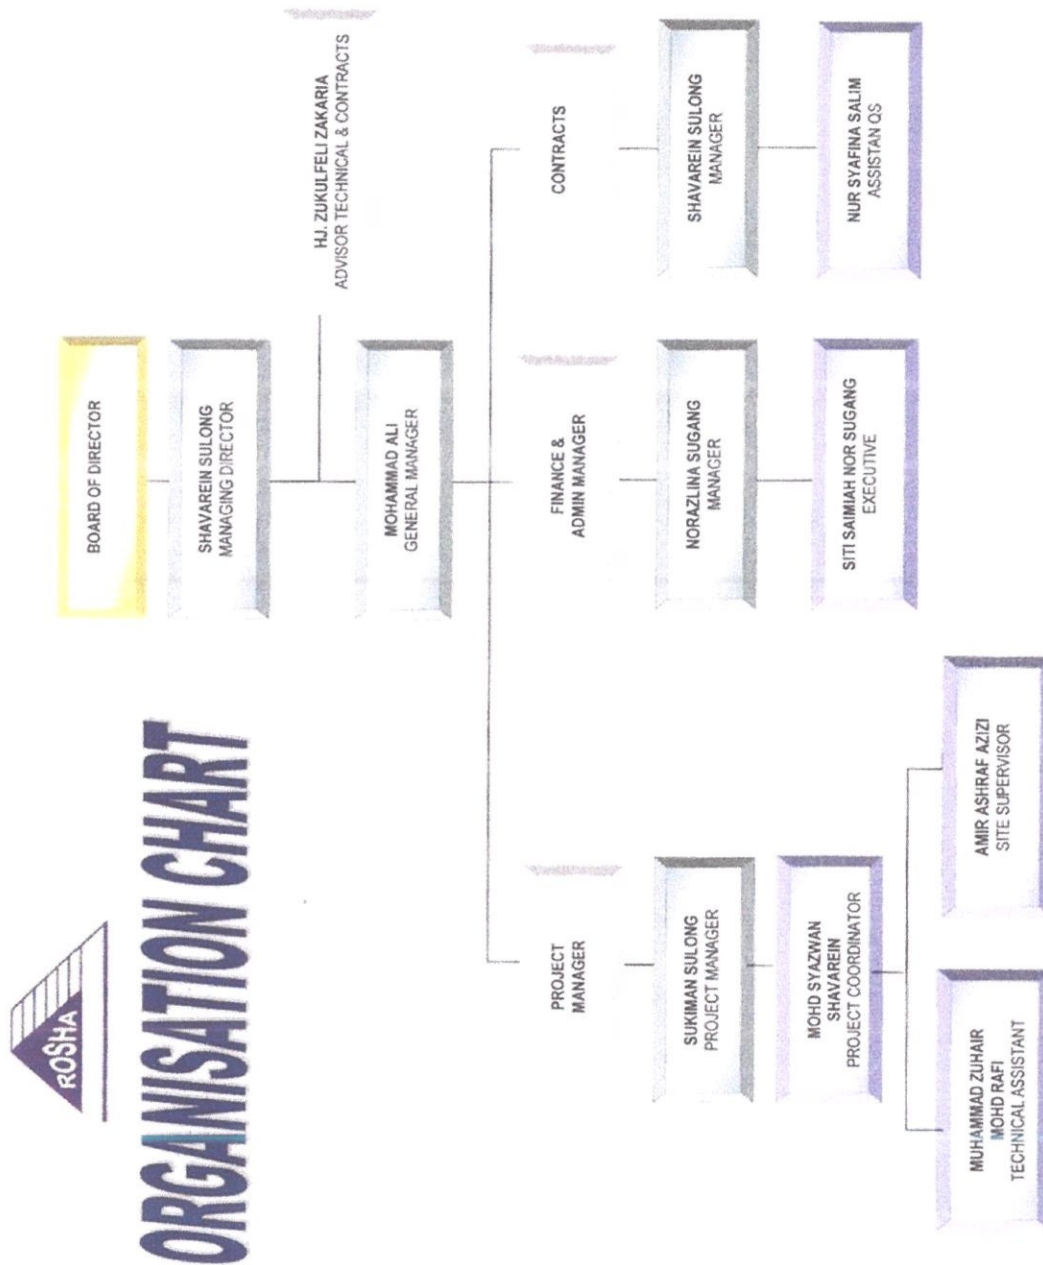 ROSHA
ORGANISATION CHART
BOARD OF DIRECTOR
SHAVAREIN SULONG
MANAGING DIRECTOR
HJ. ZUKULFELI ZAKARIA
ADVISOR TECHNICAL & CONTRACTS
MOHAMMAD ALI
GENERAL MANAGER
PROJECT
MANAGER
FINANCE &
ADMIN MANAGER
CONTRACTS
SUKIMAN SULONG
PROJECT MANAGER
NORAZLINA SUGANG
MANAGER
SHAVAREIN SULONG
MANAGER
MOHD SYAZWAN
SHAVAREIN
PROJECT COORDINATOR
SITI SAIMIAH NOR SUGANG
EXECUTIVE
NUR SYAFINA SALIM
ASSISTAN QS
MUHAMMAD ZUHAIR
MOHD RAFI
TECHNICAL ASSISTANT
AMIR ASHRAF AZIZI
SITE SUPERVISOR